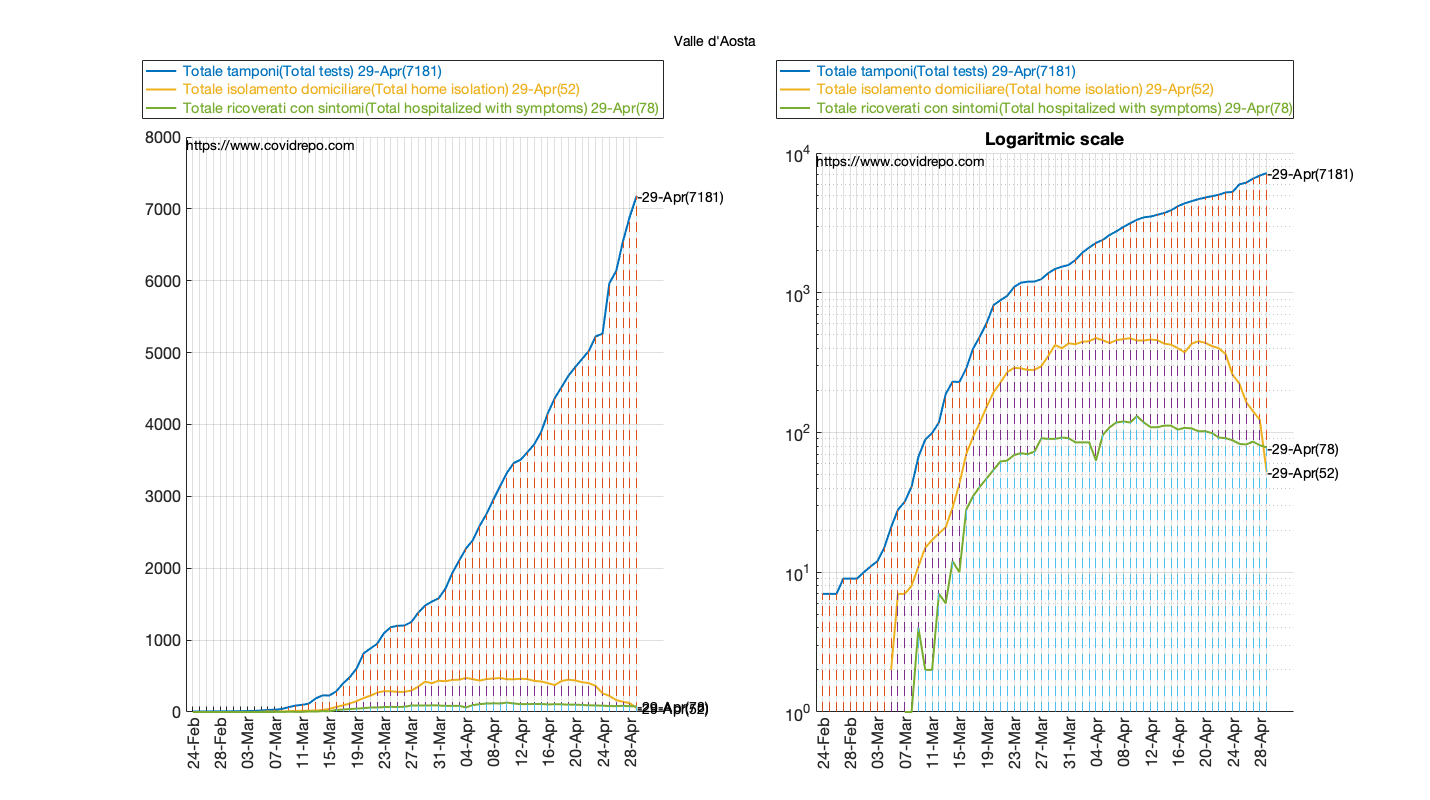 Valle d'Aosta
Totale tamponi(Total tests) 29-Apr(7181)
Totale isolamento domiciliare(Total home isolation) 29-Apr(52)
Totale ricoverati con sintomi(Total hospitalized with symptoms) 29-Apr(78)
8000
7000
6000
5000
4000
3000
2000
1000
0
https://www.covidrepo.com
-29-Apr(7181)
-29-Apr(78)
-29-Apr(52)
24-Feb
28-Feb
03-Mar
07-Mar
11-Mar
15-Mar
19-Mar
23-Mar
27-Mar
31-Mar
04-Apr
08-Apr
12-Apr
16-Apr
20-Apr
24-Apr
28-Apr
Totale tamponi(Total tests) 29-Apr(7181)
Totale isolamento domiciliare(Total home isolation) 29-Apr(52)
Totale ricoverati con sintomi(Total hospitalized with symptoms) 29-Apr(78)
Logaritmic scale
10^4
10^3
10^2
10^1
10^0
https://www.covidrepo.com
-29-Apr(7181)
-29-Apr(78)
-29-Apr(52)
24-Feb
28-Feb
03-Mar
07-Mar
11-Mar
15-Mar
19-Mar
23-Mar
27-Mar
31-Mar
04-Apr
08-Apr
12-Apr
16-Apr
20-Apr
24-Apr
28-Apr